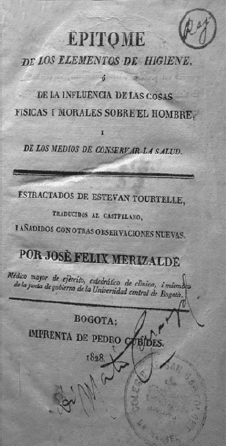 EPITOME
DE LOS ELEMENTOS DE HIGIENE,
ó
DE LA INFLUENCIA DE LAS COSAS
FISICAS I MORALES SOBRE EL HOMBRE,
I
DE LOS MEDIOS DE CONSERVAR LA SALUD.
ESTRACTADOS DE ESTEVAN TOURTELLE,
TRADUCIDOS AL CASTELLANO,
I AÑADIDOS CON OTRAS OBSERVACIONES NUEVAS.
POR JOSÈ FELIX MERIZALDE
Médico mayor de ejército, catedrático de clínica, i miembro
de la junta de gobierno de la Universidad central de Bogotá,
BOGOTA:
IMPRENTA DE PEDRO CUBIDES.
1828.